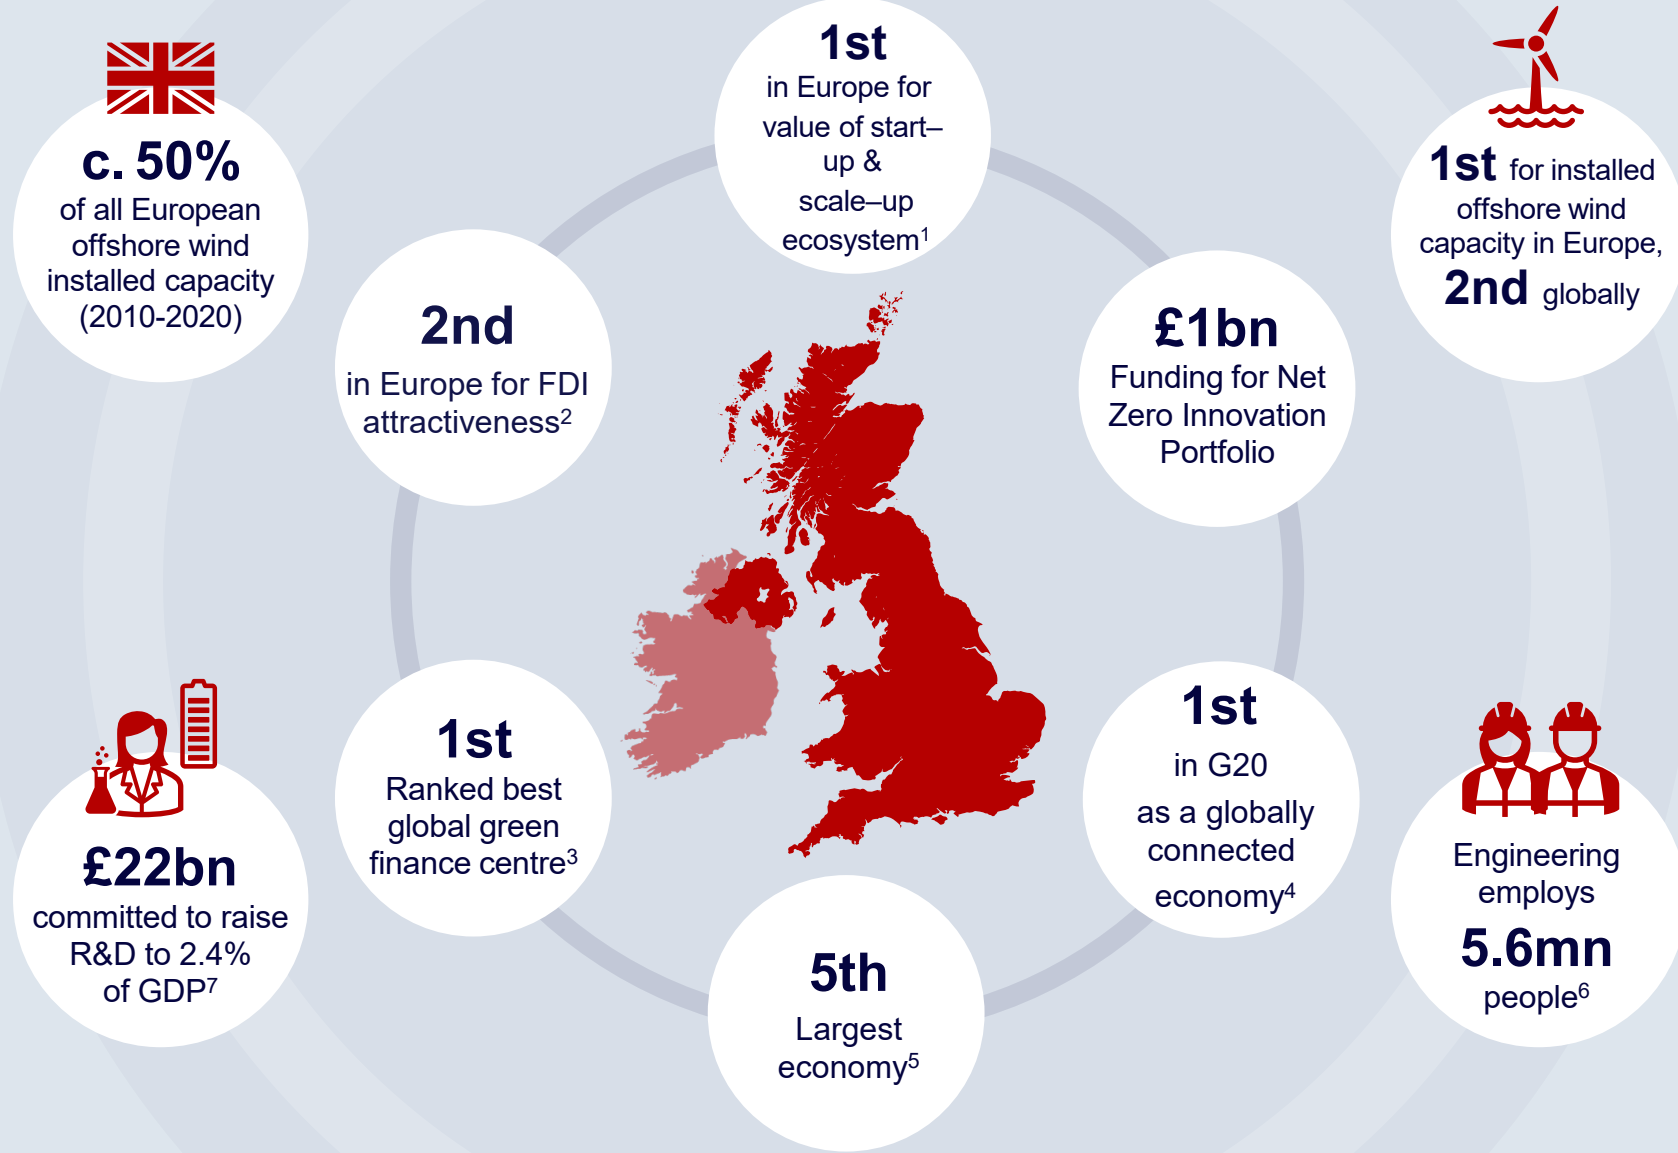 1st
in Europe for
value of start–
up &
scale–up
ecosystem1
c. 50%
of all European
offshore wind
installed capacity
(2010-2020)
1st for installed
offshore wind
capacity in Europe,
2nd globally
2nd
in Europe for FDI
attractiveness2
£1bn
Funding for Net
Zero Innovation
Portfolio
1st
Ranked best
global green
finance centre3
1st
in G20
as a globally
connected
economy4
£22bn
committed to raise
R&D to 2.4%
of GDP7
5th
Largest
economy5
Engineering
employs
5.6mn
people6